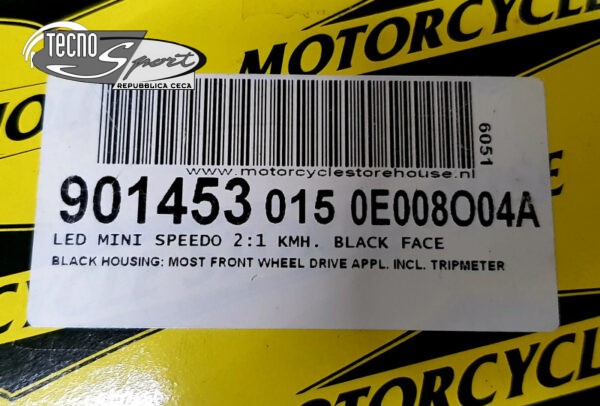 TECNO
Sport
REPUBBLICA CECA
MOTORCYCLE
6051
www.motorcyclestorehouse.nl
901453 015 0E008O04A
LED MINI SPEEDO 2:1 KMH. BLACK FACE
BLACK HOUSING: MOST FRONT WHEEL DRIVE APPL. INCL. TRIPMETER
MOTORCYCLE